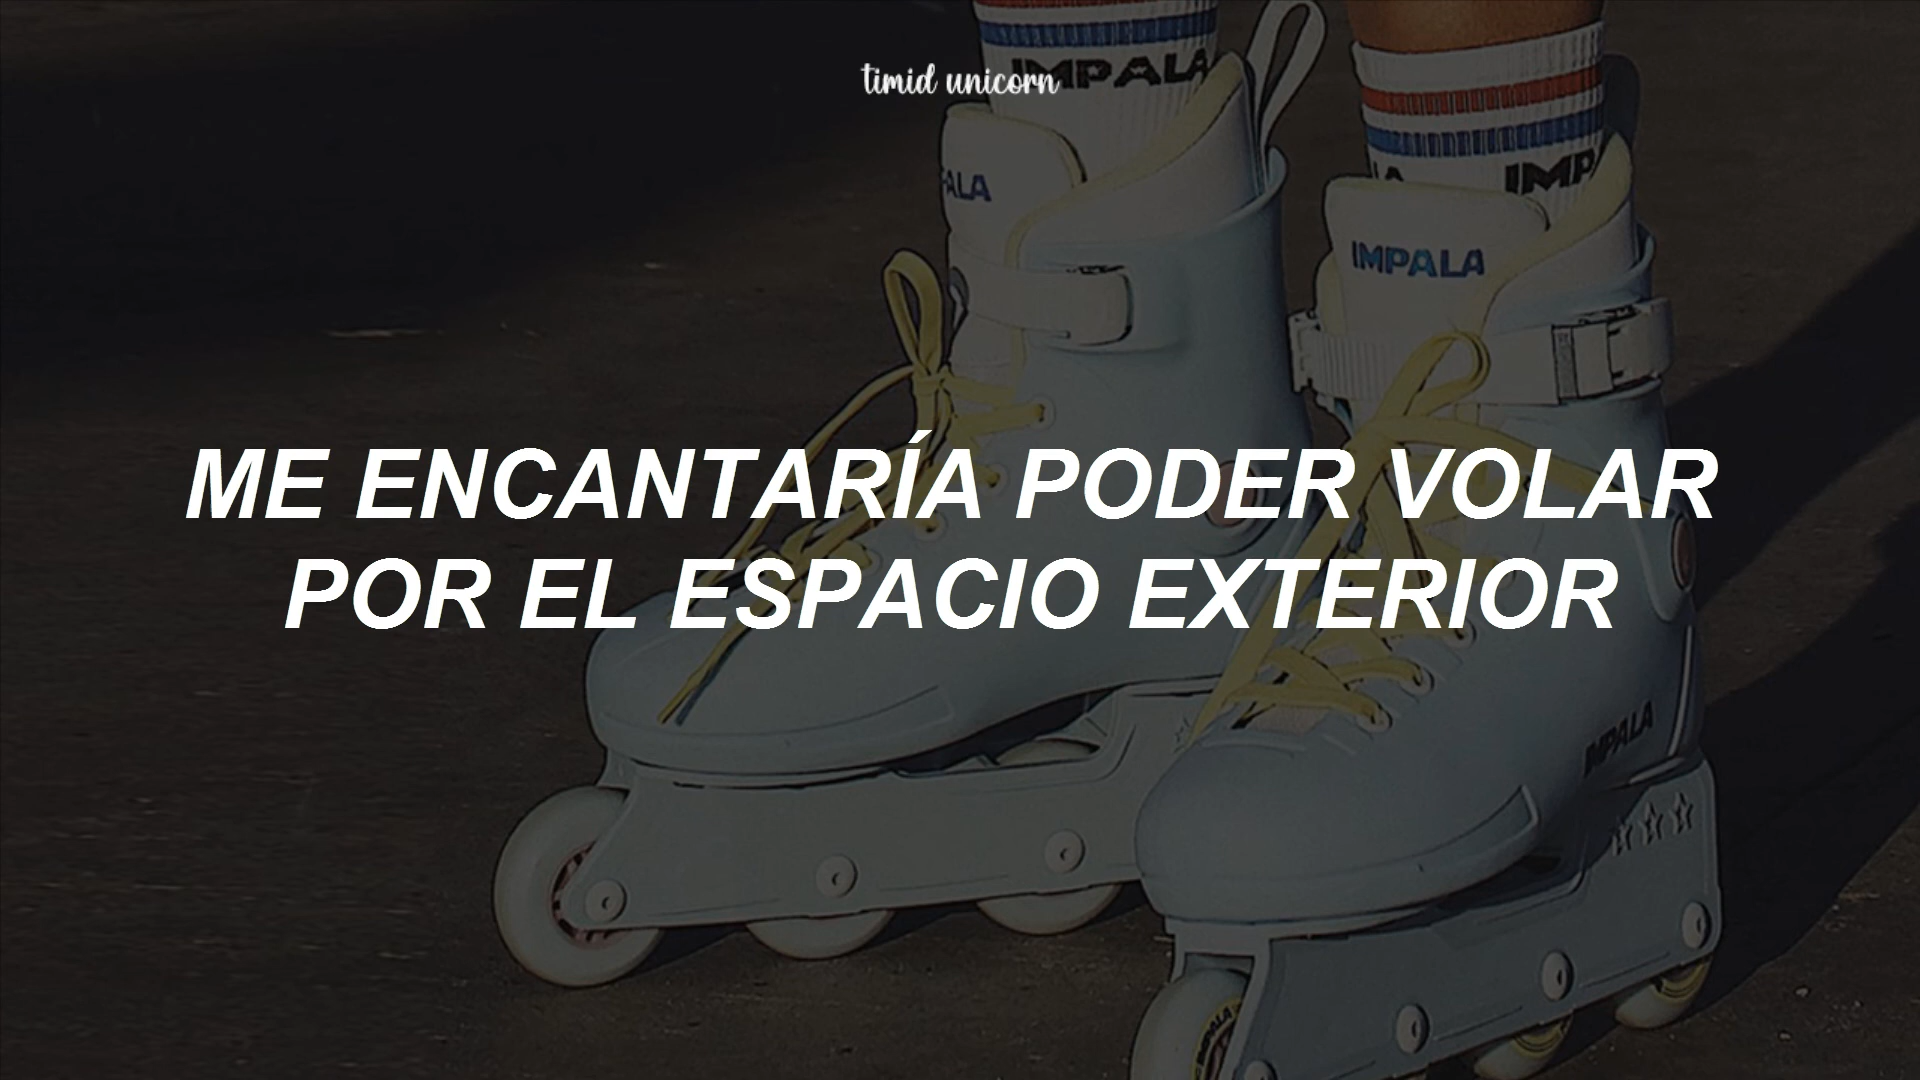 timid unicorn
IMPALA
IMPALA
IMPALA
ME ENCANTARÍA PODER VOLAR
POR EL ESPACIO EXTERIOR
IMPALA
IMPALA